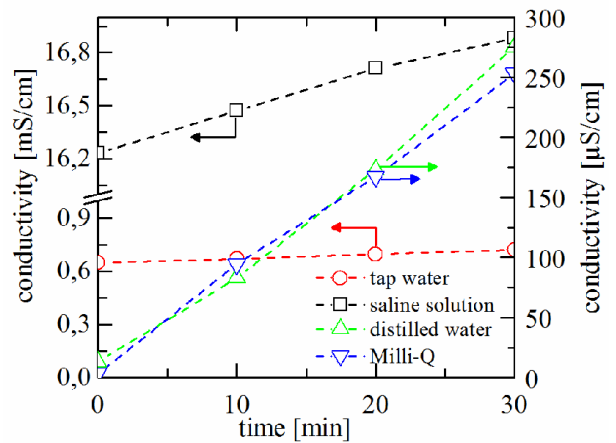 conductivity [mS/cm]
16,8
16,5
16,2
0,9
0,6
0,3
0,0
300
250
200
150
100
50
0
conductivity [µS/cm]
tap water
saline solution
distilled water
Milli-Q
0 10 20 30
time [min]